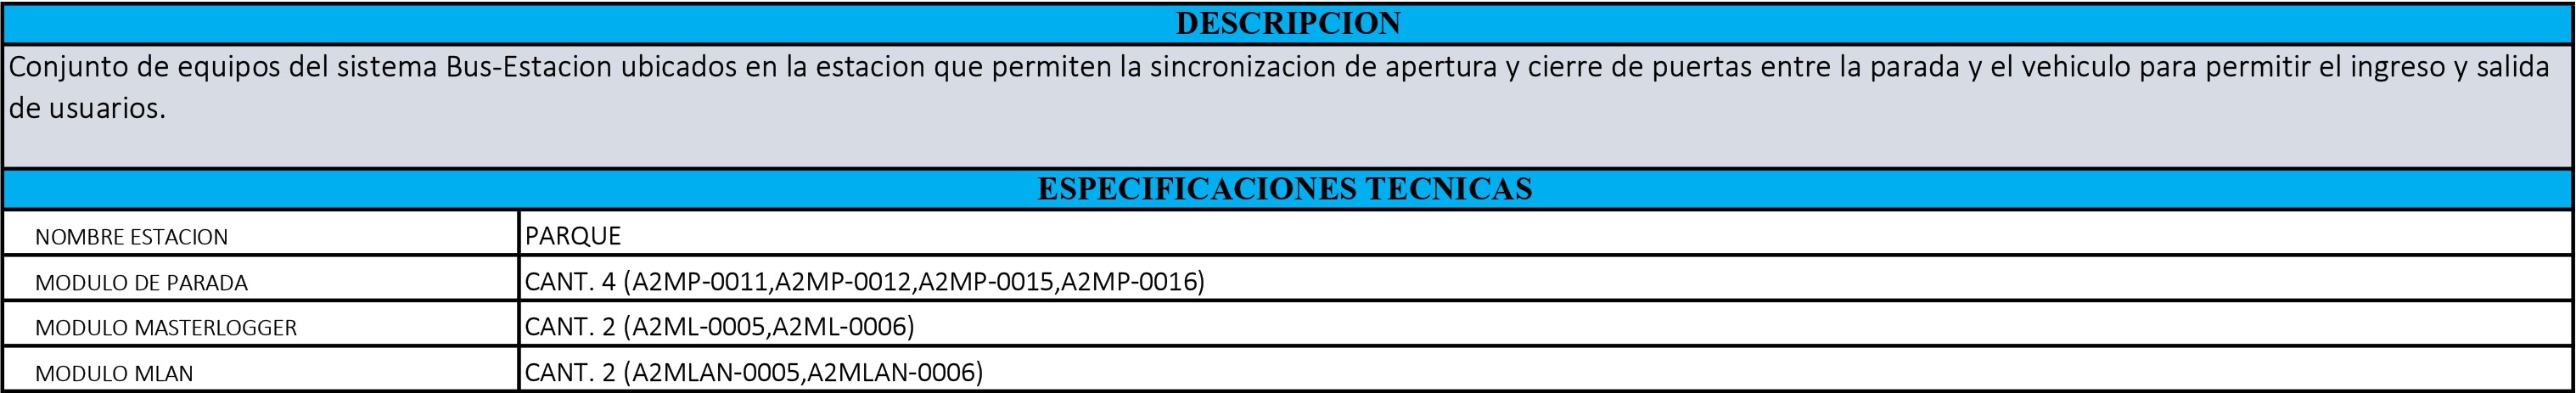 DESCRIPCION
Conjunto de equipos del sistema Bus-Estacion ubicados en la estacion que permiten la sincronizacion de apertura y cierre de puertas entre la parada y el vehiculo para permitir el ingreso y salida
de usuarios.
ESPECIFICACIONES TECNICAS
NOMBRE ESTACION PARQUE
MODULO DE PARADA CANT. 4 (A2MP-0011,A2MP-0012,A2MP-0015,A2MP-0016)
MODULO MASTERLOGGER CANT. 2 (A2ML-0005,A2ML-0006)
MODULO MLAN CANT. 2 (A2MLAN-0005,A2MLAN-0006)